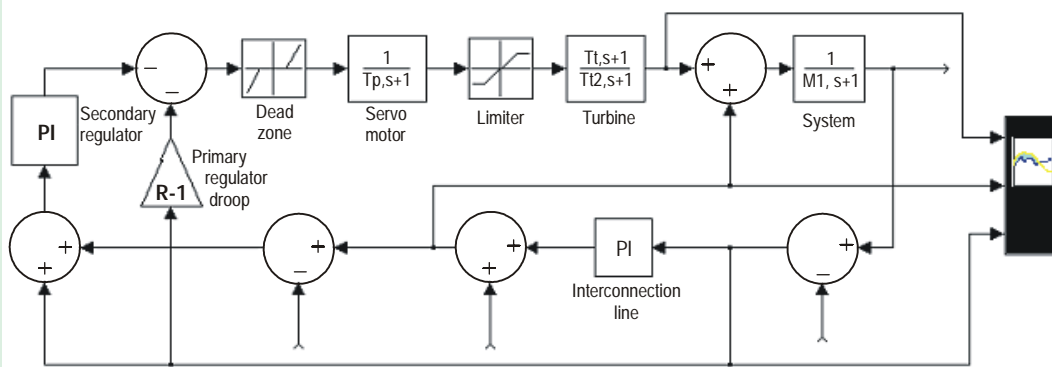 −
−
Dead
zone
1
Tp,s+1
Servo
motor
Limiter
Tt,s+1
Tt2,s+1
Turbine
+
+
1
M1, s+1
System
PI
Secondary
regulator
Primary
regulator
droop
R-1
+
+
+
−
+
+
PI
Interconnection
line
+
−